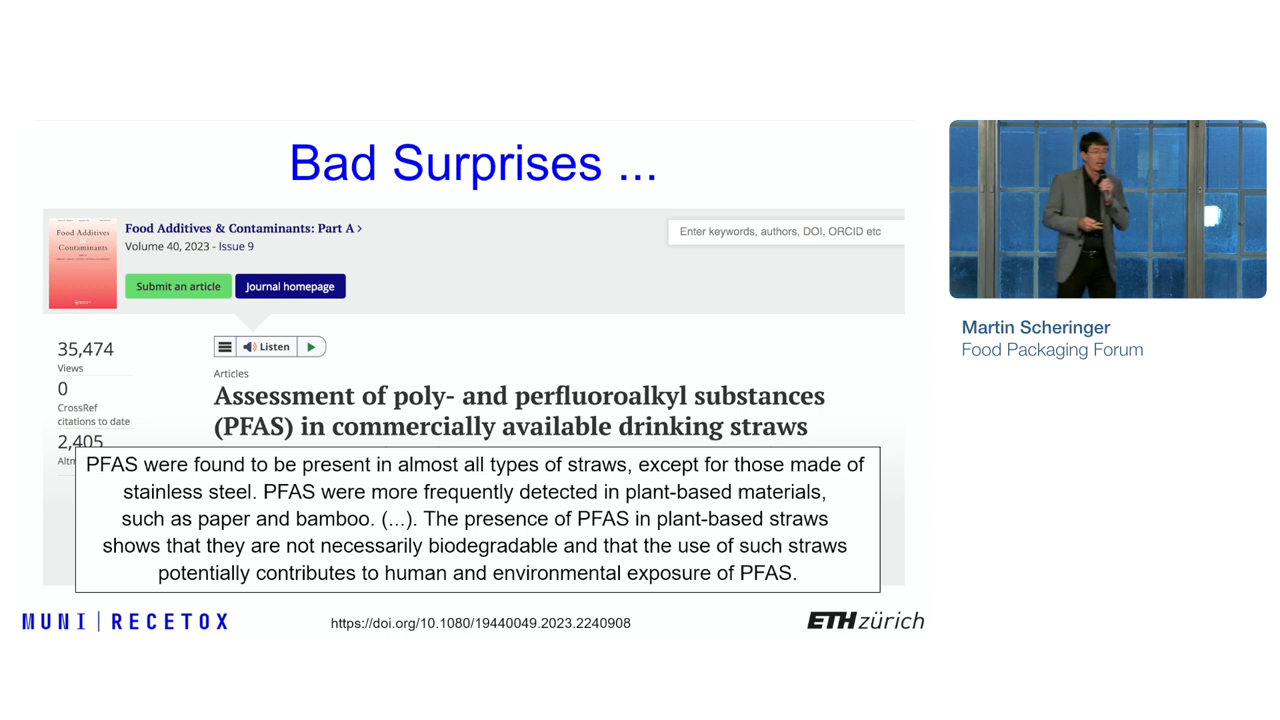 Bad Surprises ...
Food Additives
Contaminants
Food Additives & Contaminants: Part A >
Volume 40, 2023 - Issue 9
Enter keywords, authors, DOI, ORCID etc
Submit an article
Journal homepage
35,474
Views
0
CrossRef
citations to date
2,405
Altm
Listen
Articles
Assessment of poly- and perfluoroalkyl substances
(PFAS) in commercially available drinking straws
PFAS were found to be present in almost all types of straws, except for those made of
stainless steel. PFAS were more frequently detected in plant-based materials,
such as paper and bamboo. (...). The presence of PFAS in plant-based straws
shows that they are not necessarily biodegradable and that the use of such straws
potentially contributes to human and environmental exposure of PFAS.
MUNI | RECETOX
https://doi.org/10.1080/19440049.2023.2240908
ETH zürich
Martin Scheringer
Food Packaging Forum